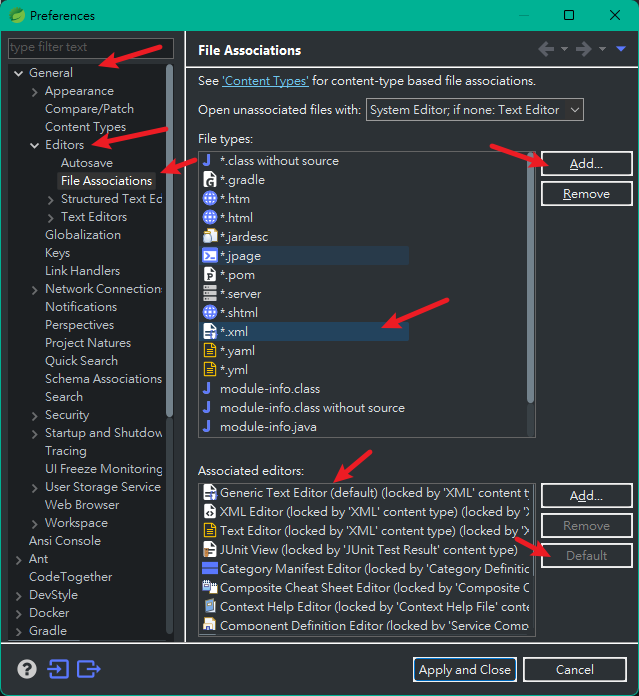 Preferences
type filter text
General
Appearance
Compare/Patch
Content Types
Editors
Autosave
File Associations
Structured Text Ed
Text Editors
Globalization
Keys
Link Handlers
Network Connection
Notifications
Perspectives
Project Natures
Quick Search
Schema Associations
Search
Security
Startup and Shutdow
Tracing
UI Freeze Monitoring
User Storage Service
Web Browser
Workspace
Ansi Console
Ant
CodeTogether
DevStyle
Docker
Gradle
File Associations
See 'Content Types' for content-type based file associations.
Open unassociated files with: System Editor; if none: Text Editor
File types:
*.class without source
*.gradle
*.htm
*.html
*.jardesc
*.jpage
*.pom
*.server
*.shtml
*.xml
*.yaml
*.yml
module-info.class
module-info.class without source
module-info.java
Add...
Remove
Associated editors:
Generic Text Editor (default) (locked by 'XML' content ty
XML Editor (locked by 'XML' content type) (locked by 'X
Text Editor (locked by 'XML' content type) (locked by 'X
JUnit View (locked by 'JUnit Test Result' content type)
Category Manifest Editor (locked by 'Category Definitic
Composite Cheat Sheet Editor (locked by 'Composite C
Context Help Editor (locked by 'Context Help File' conte
Component Definition Editor (locked by 'Service Comp
Add...
Remove
Default
Apply and Close
Cancel